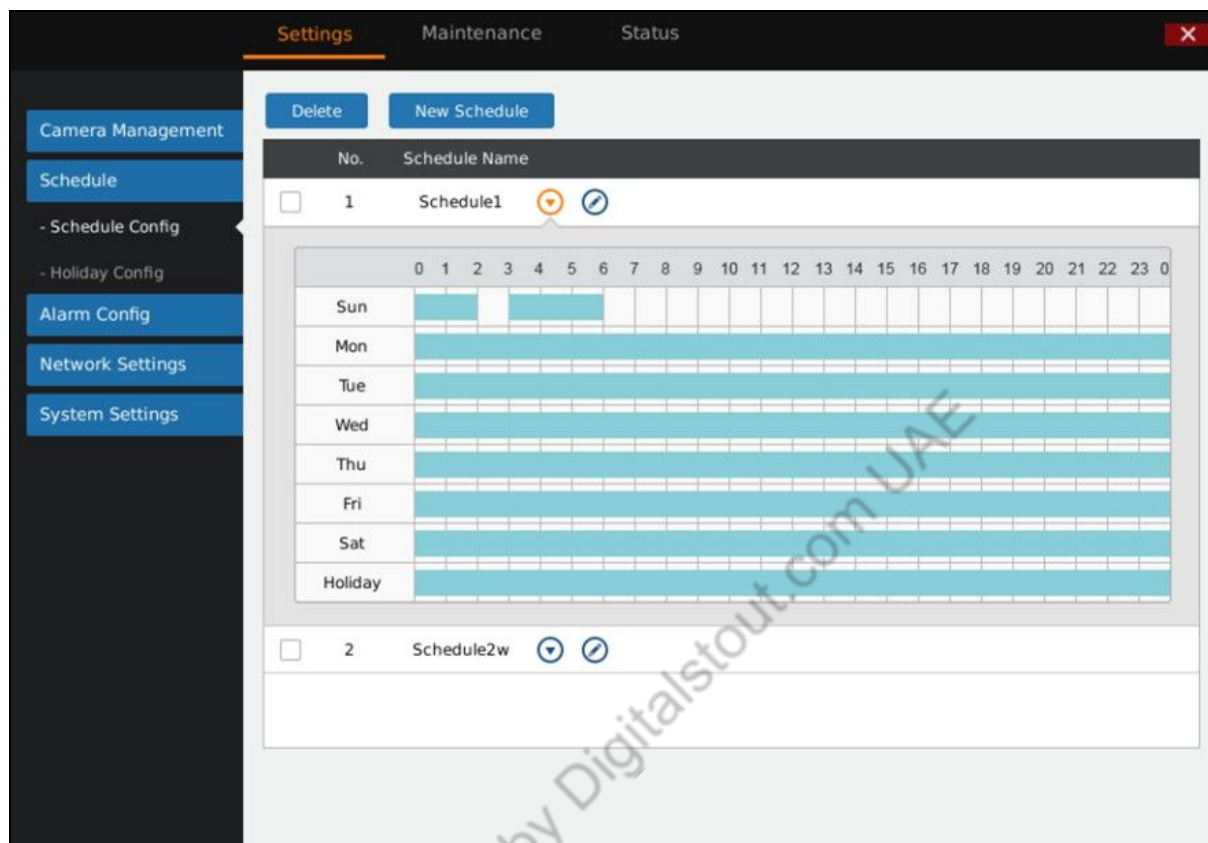 Settings Maintenance Status
Delete New Schedule
Camera Management
Schedule
- Schedule Config
- Holiday Config
Alarm Config
Network Settings
System Settings
No. Schedule Name
1 Schedule1
0 1 2 3 4 5 6 7 8 9 10 11 12 13 14 15 16 17 18 19 20 21 22 23 0
Sun
Mon
Tue
Wed
Thu
Fri
Sat
Holiday
2 Schedule2w
by Digitalstout.com UAE